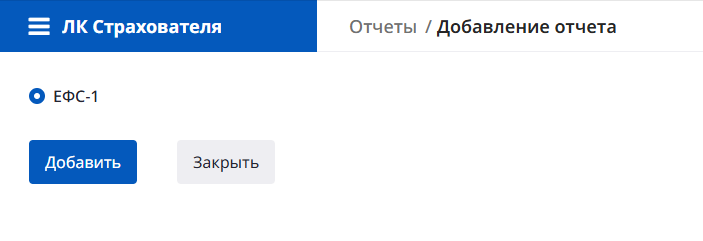 ЛК Страхователя
Отчеты / Добавление отчета
ЕФС-1
Добавить
Закрыть